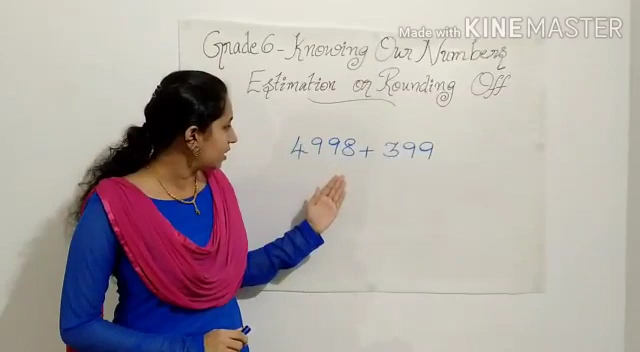 Made with KINEMASTER
Grade 6 - Knowing Our Numbers
Estimation or Rounding Off
4998 + 399